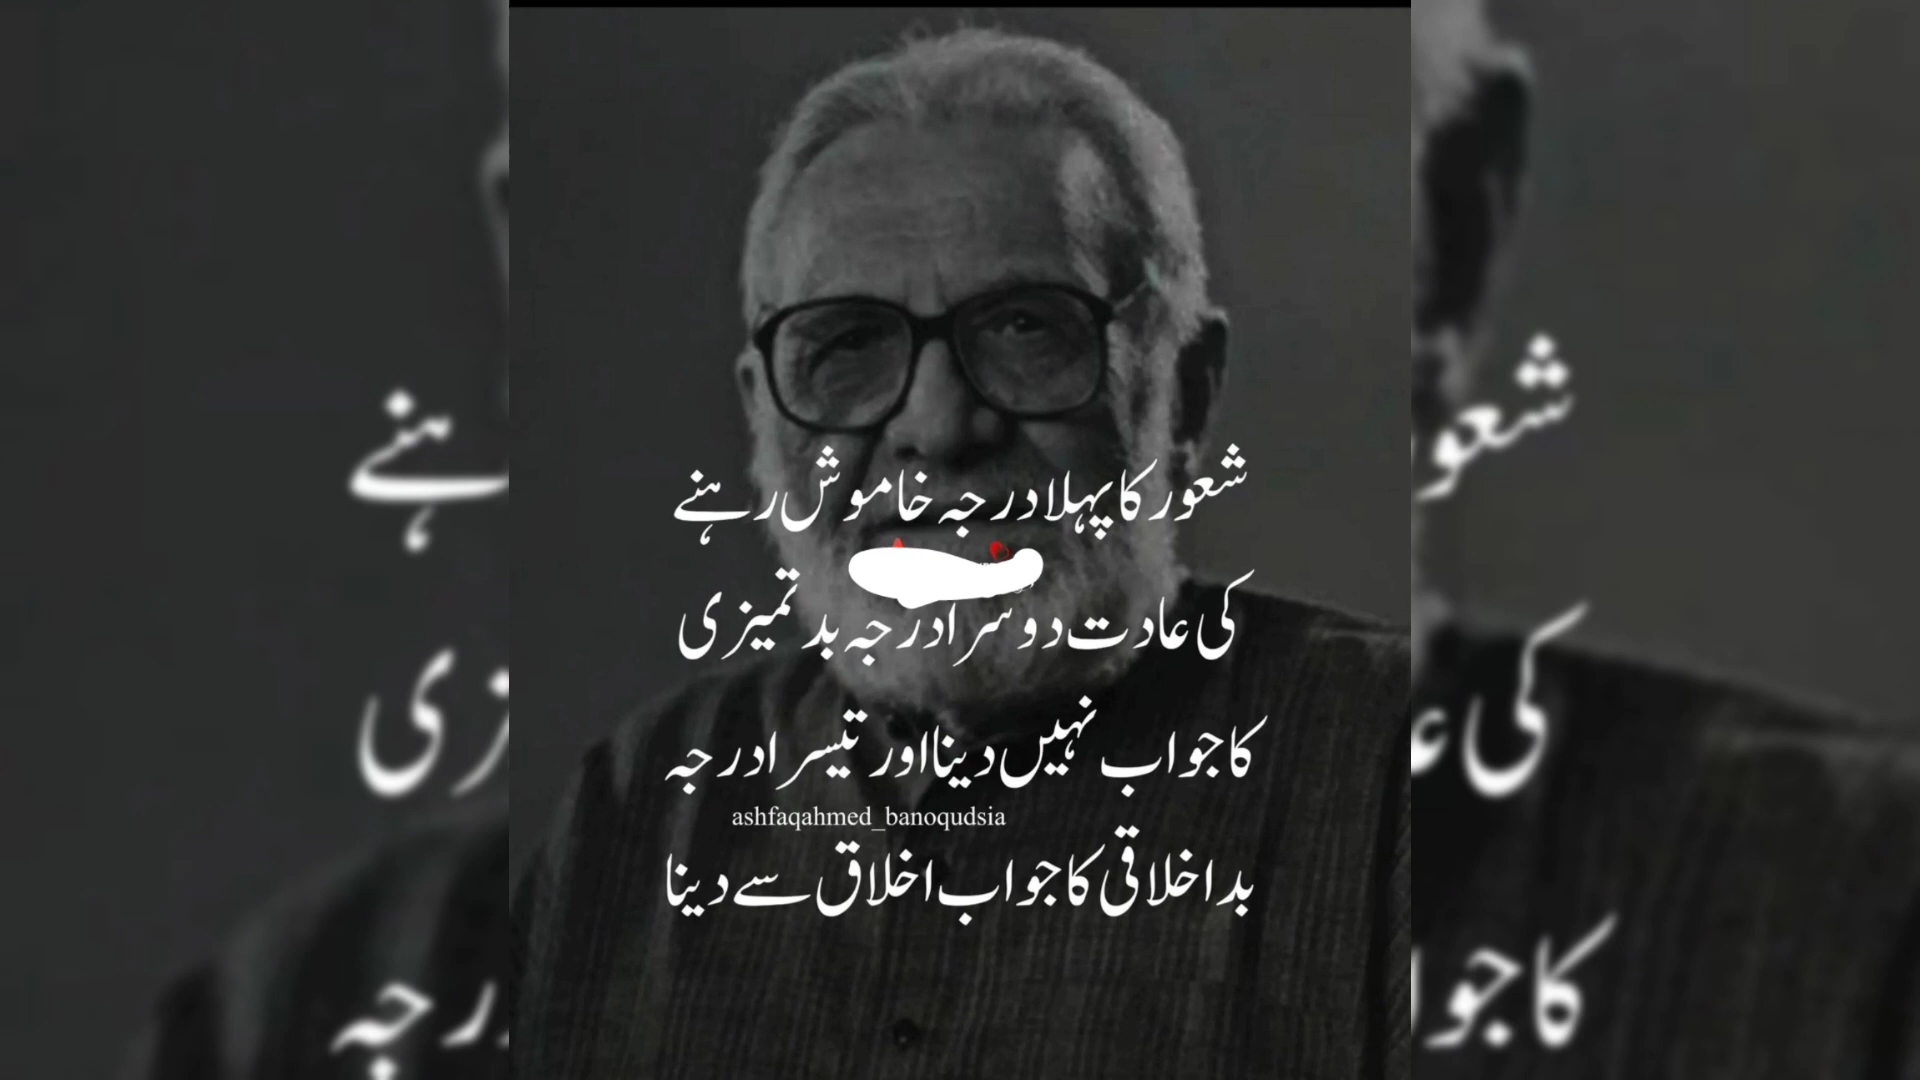 شعور کا پہلا درجہ خاموش رہنے
کی عادت دوسرا درجہ بدتمیزی
کا جواب نہیں دینا اور تیسرا درجہ
ashfaqahmed_banoqudsia
بداخلاقی کا جواب اخلاق سے دینا